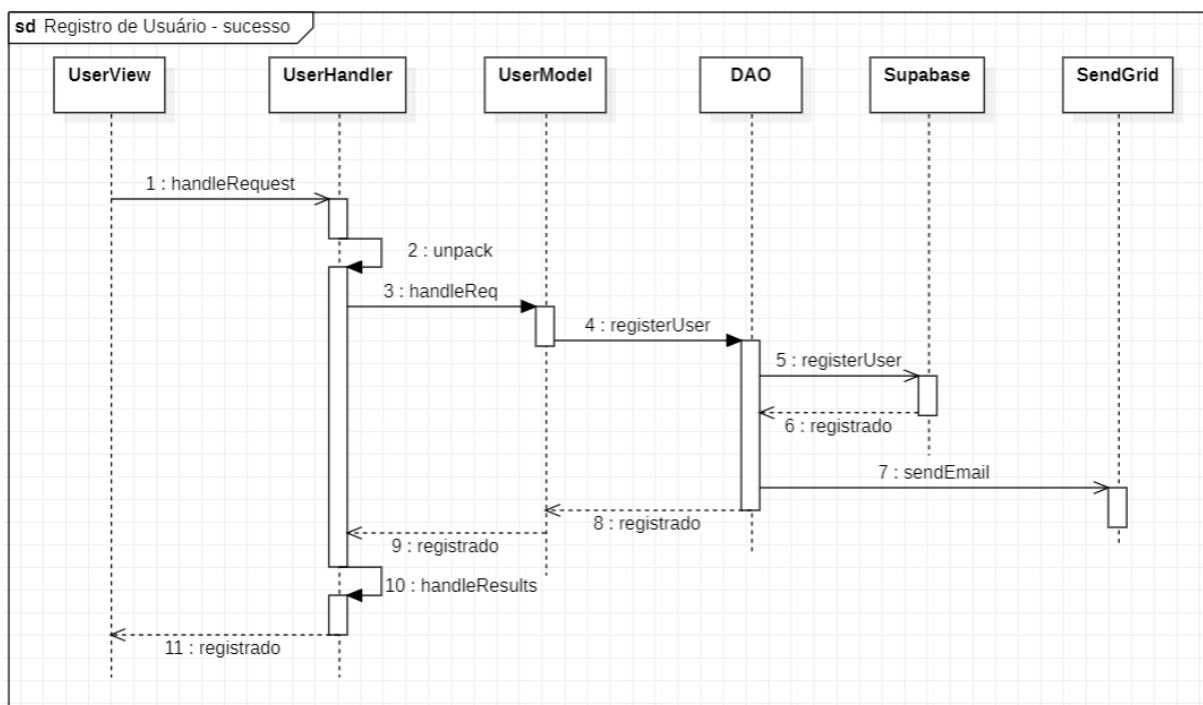 sd Registro de Usuário - sucesso
UserView
UserHandler
UserModel
DAO
Supabase
SendGrid
1 : handleRequest
2 : unpack
3 : handleReq
4 : registerUser
5 : registerUser
6 : registrado
7 : sendEmail
8 : registrado
9 : registrado
10 : handleResults
11 : registrado